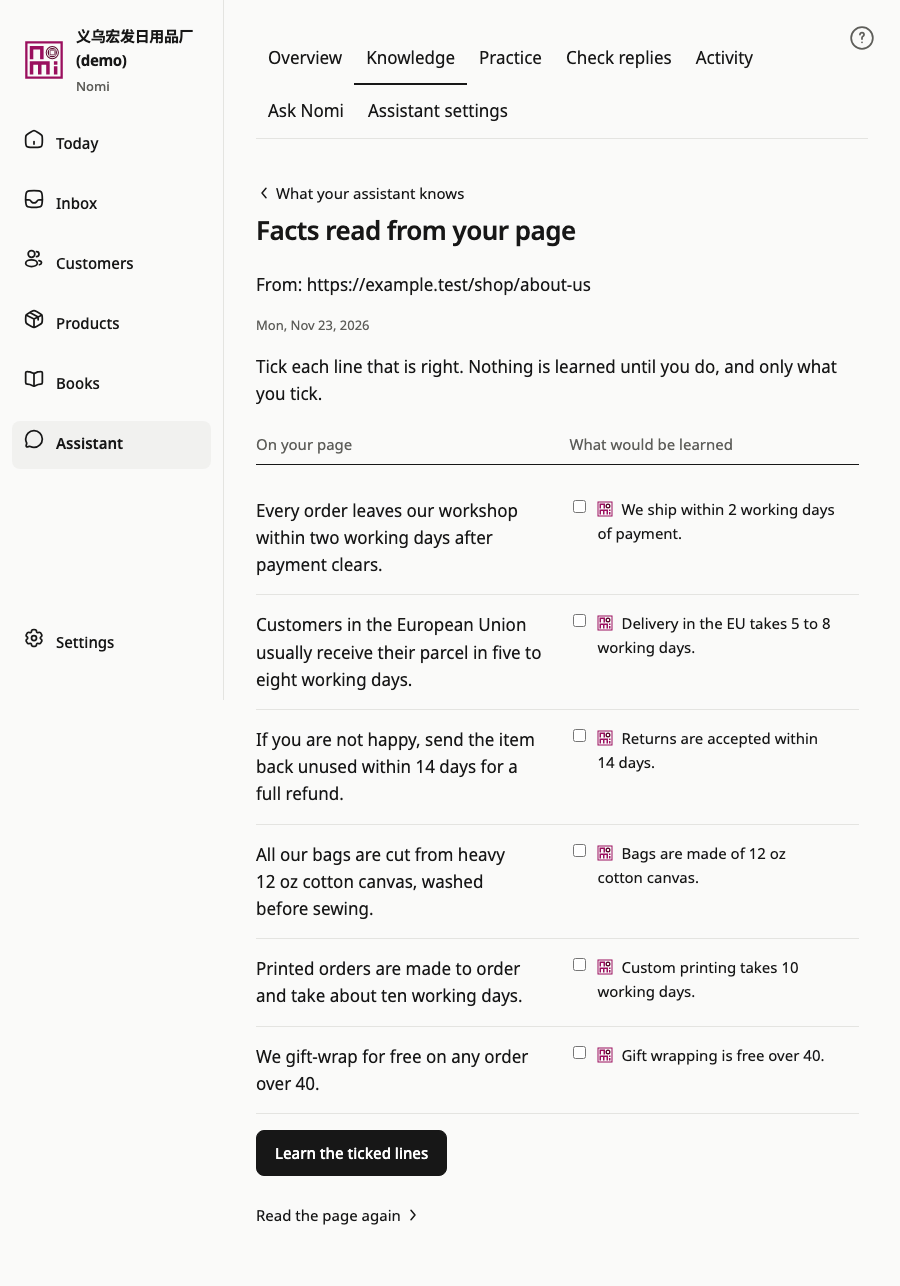 义乌宏发日用品厂
(demo)
Nomi
Today
Inbox
Customers
Products
Books
Assistant
Settings
Overview
Knowledge
Practice
Check replies
Activity
Ask Nomi
Assistant settings
What your assistant knows
Facts read from your page
From: https://example.test/shop/about-us
Mon, Nov 23, 2026
Tick each line that is right. Nothing is learned until you do, and only what
you tick.
On your page
What would be learned
Every order leaves our workshop
within two working days after
payment clears.
We ship within 2 working days
of payment.
Customers in the European Union
usually receive their parcel in five to
eight working days.
Delivery in the EU takes 5 to 8
working days.
If you are not happy, send the item
back unused within 14 days for a
full refund.
Returns are accepted within
14 days.
All our bags are cut from heavy
12 oz cotton canvas, washed
before sewing.
Bags are made of 12 oz
cotton canvas.
Printed orders are made to order
and take about ten working days.
Custom printing takes 10
working days.
We gift-wrap for free on any order
over 40.
Gift wrapping is free over 40.
Learn the ticked lines
Read the page again